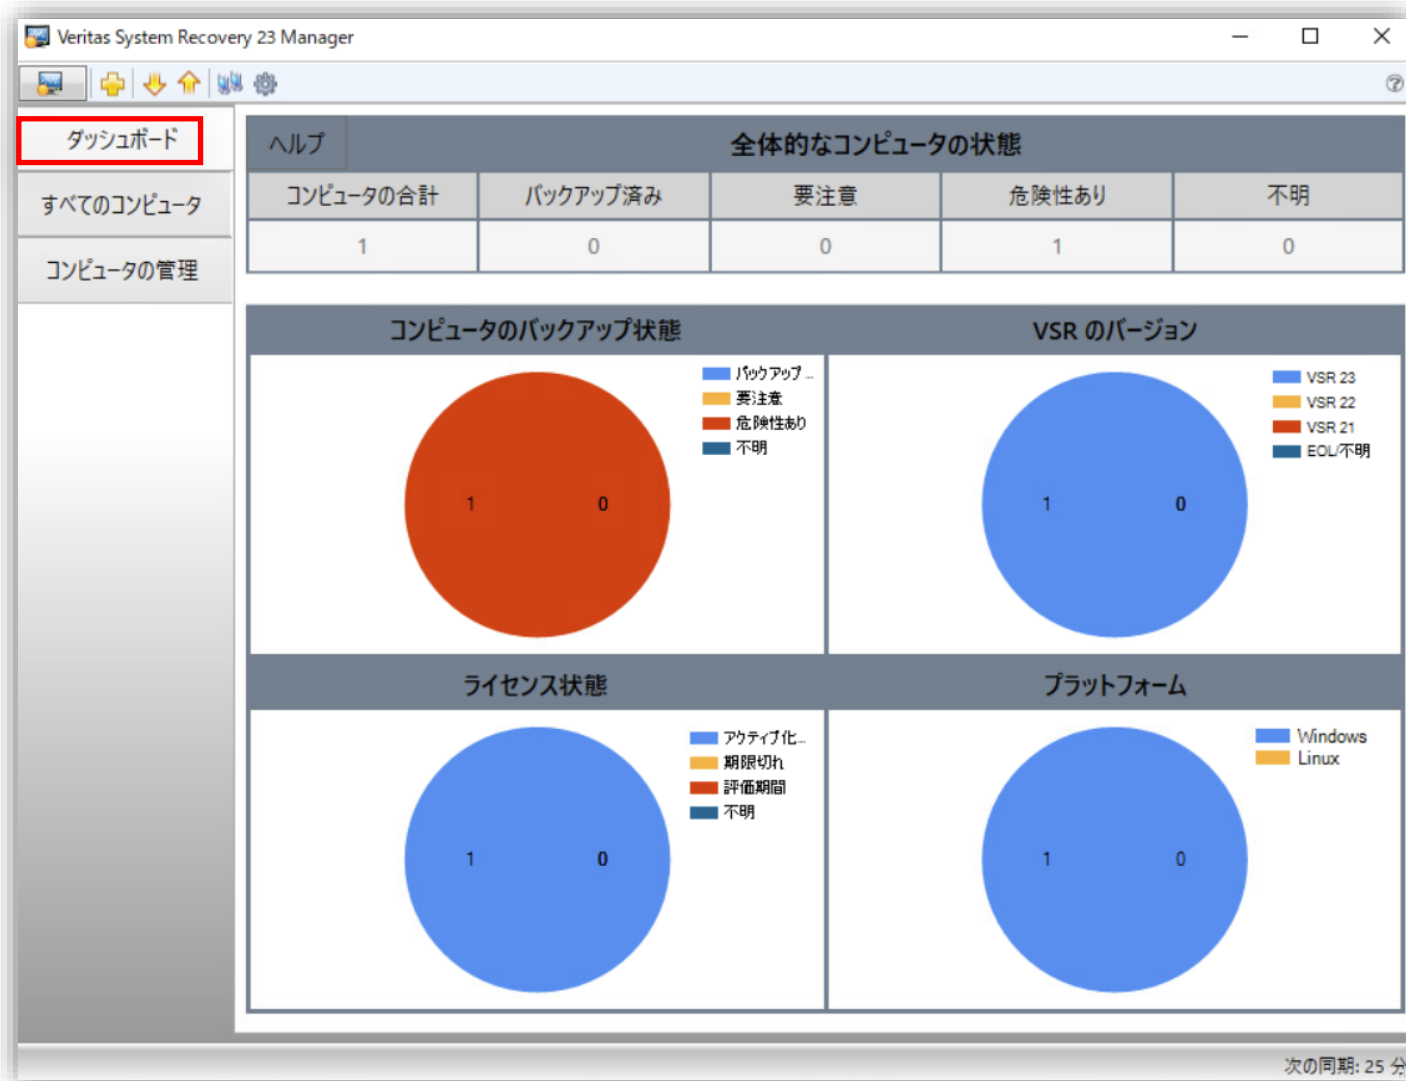 Veritas System Recovery 23 Manager
ダッシュボード
すべてのコンピュータ
コンピュータの管理
ヘルプ 全体的なコンピュータの状態
コンピュータの合計 バックアップ済み 要注意 危険性あり 不明
1 0 0 1 0
コンピュータのバックアップ状態
バックアップ...
要注意
危険性あり
不明
1 0
VSR のバージョン
VSR 23
VSR 22
VSR 21
EOL/不明
1 0
ライセンス状態
アクティブ化...
期限切れ
評価期間
不明
1 0
プラットフォーム
Windows
Linux
1 0
次の同期: 25 分